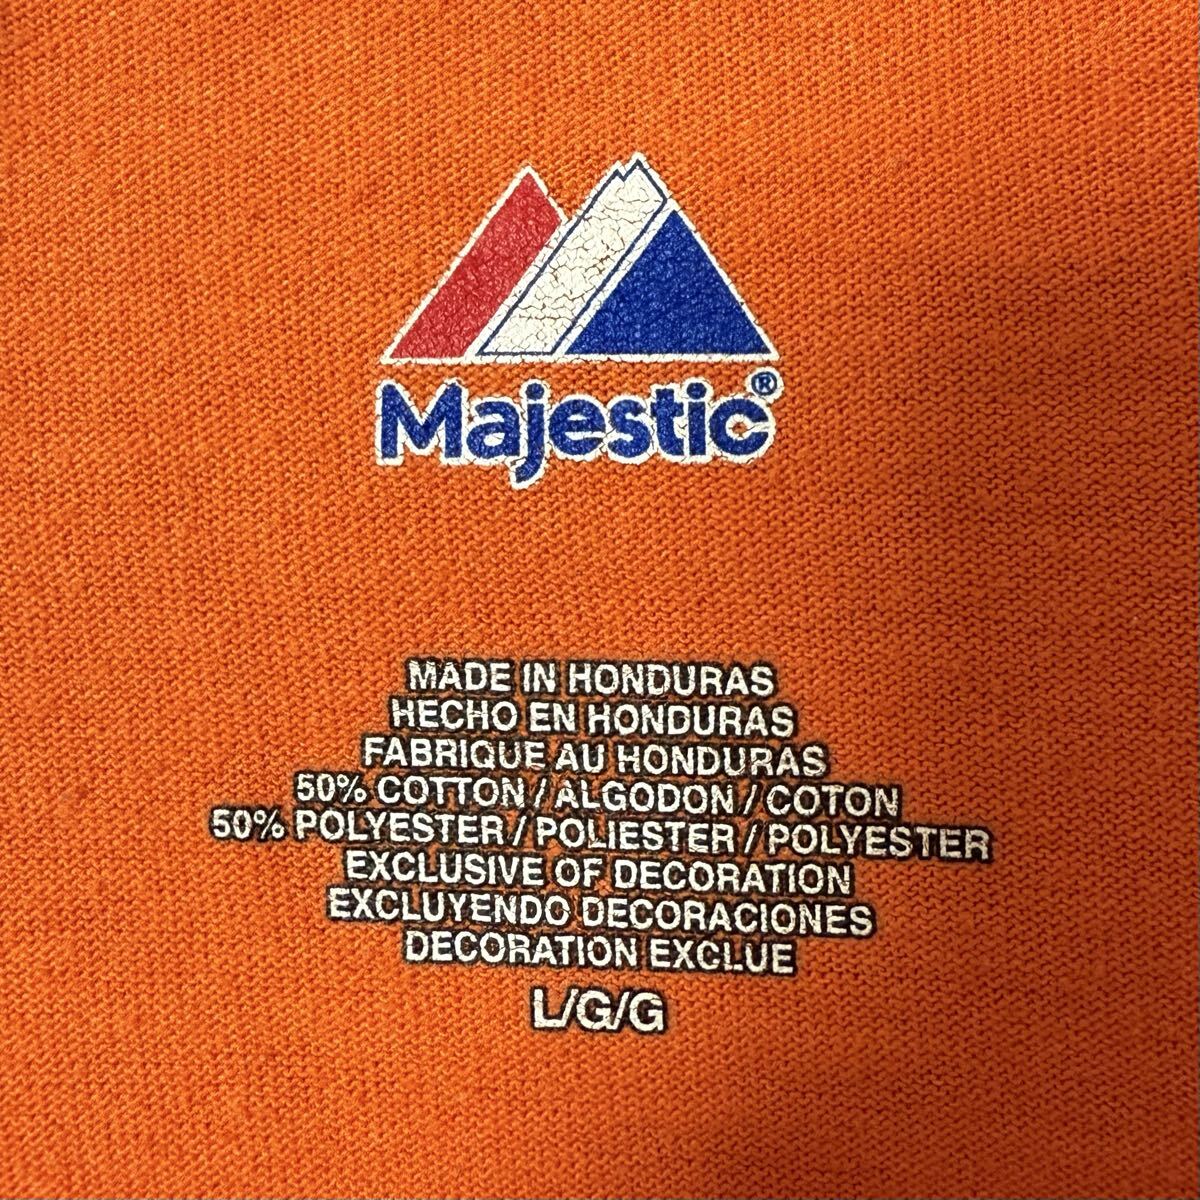 Majestic®
MADE IN HONDURAS
HECHO EN HONDURAS
FABRIQUE AU HONDURAS
50% COTTON / ALGODON / COTON
50% POLYESTER / POLIESTER / POLYESTER
EXCLUSIVE OF DECORATION
EXCLUYENDO DECORACIONES
DECORATION EXCLUE
L/G/G